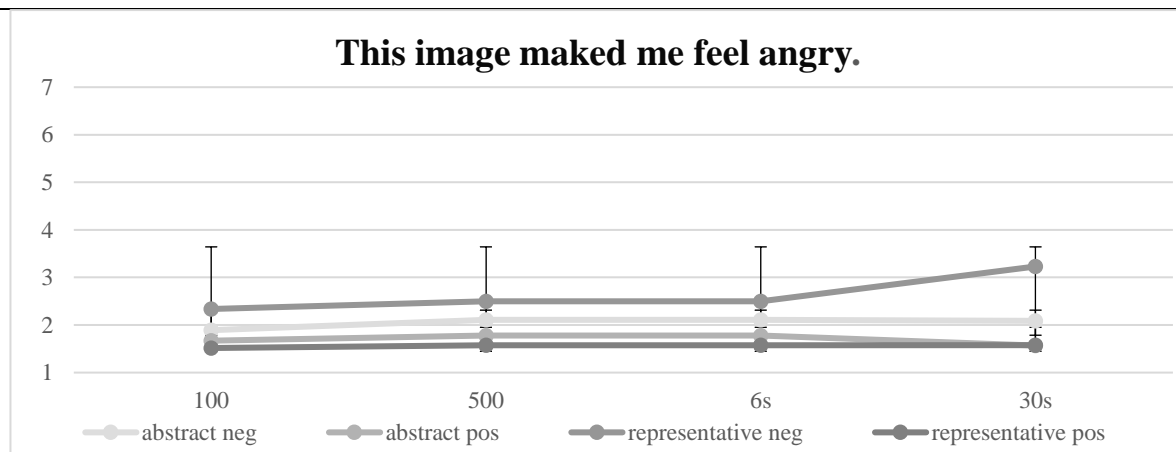 This image maked me feel angry.
7
6
5
4
3
2
1
100 500 6s 30s
abstract neg abstract pos representative neg representative pos